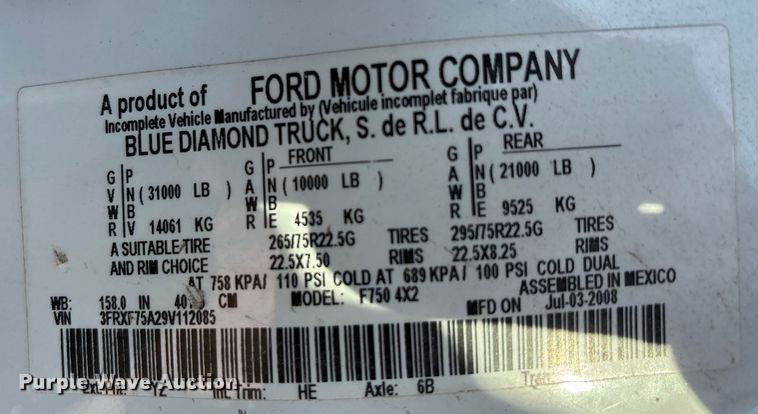 A product of FORD MOTOR COMPANY
Incomplete Vehicle Manufactured by (Vehicule incomplet fabrique par)
BLUE DIAMOND TRUCK, S. de R.L. de C.V.
FRONT REAR
G P G P G P
V N ( 31000 LB ) A N ( 10000 LB ) A N ( 21000 LB )
W B W B W B
R V 14061 KG R E 4535 KG R E 9525 KG
A SUITABLE TIRE 265/75R22.5G TIRES 295/75R22.5G
AND RIM CHOICE 22.5X7.50 RIMS 22.5X8.25
AT 758 KPA/ 110 PSI COLD AT 689 KPA/ 100 PSI COLD DUAL
WB: 158.0 IN CM MODEL: F750 4X2 ASSEMBLED IN MEXICO
VIN 3FRXF75A29V112085 MFD ON Jul-03-2008
Int Trim: HE Axle: 6B
Purple Wave Auction